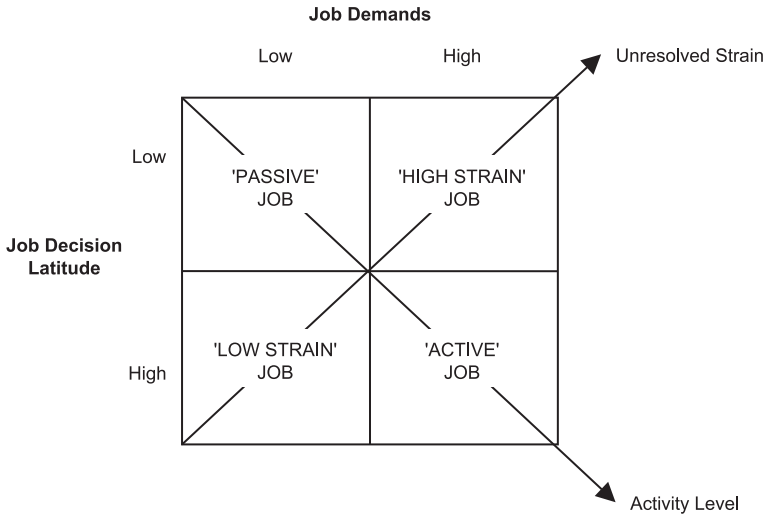 Job Demands
Low
High
Unresolved Strain
Low
'PASSIVE'
JOB
'HIGH STRAIN'
JOB
Job Decision
Latitude
'LOW STRAIN'
JOB
'ACTIVE'
JOB
High
Activity Level